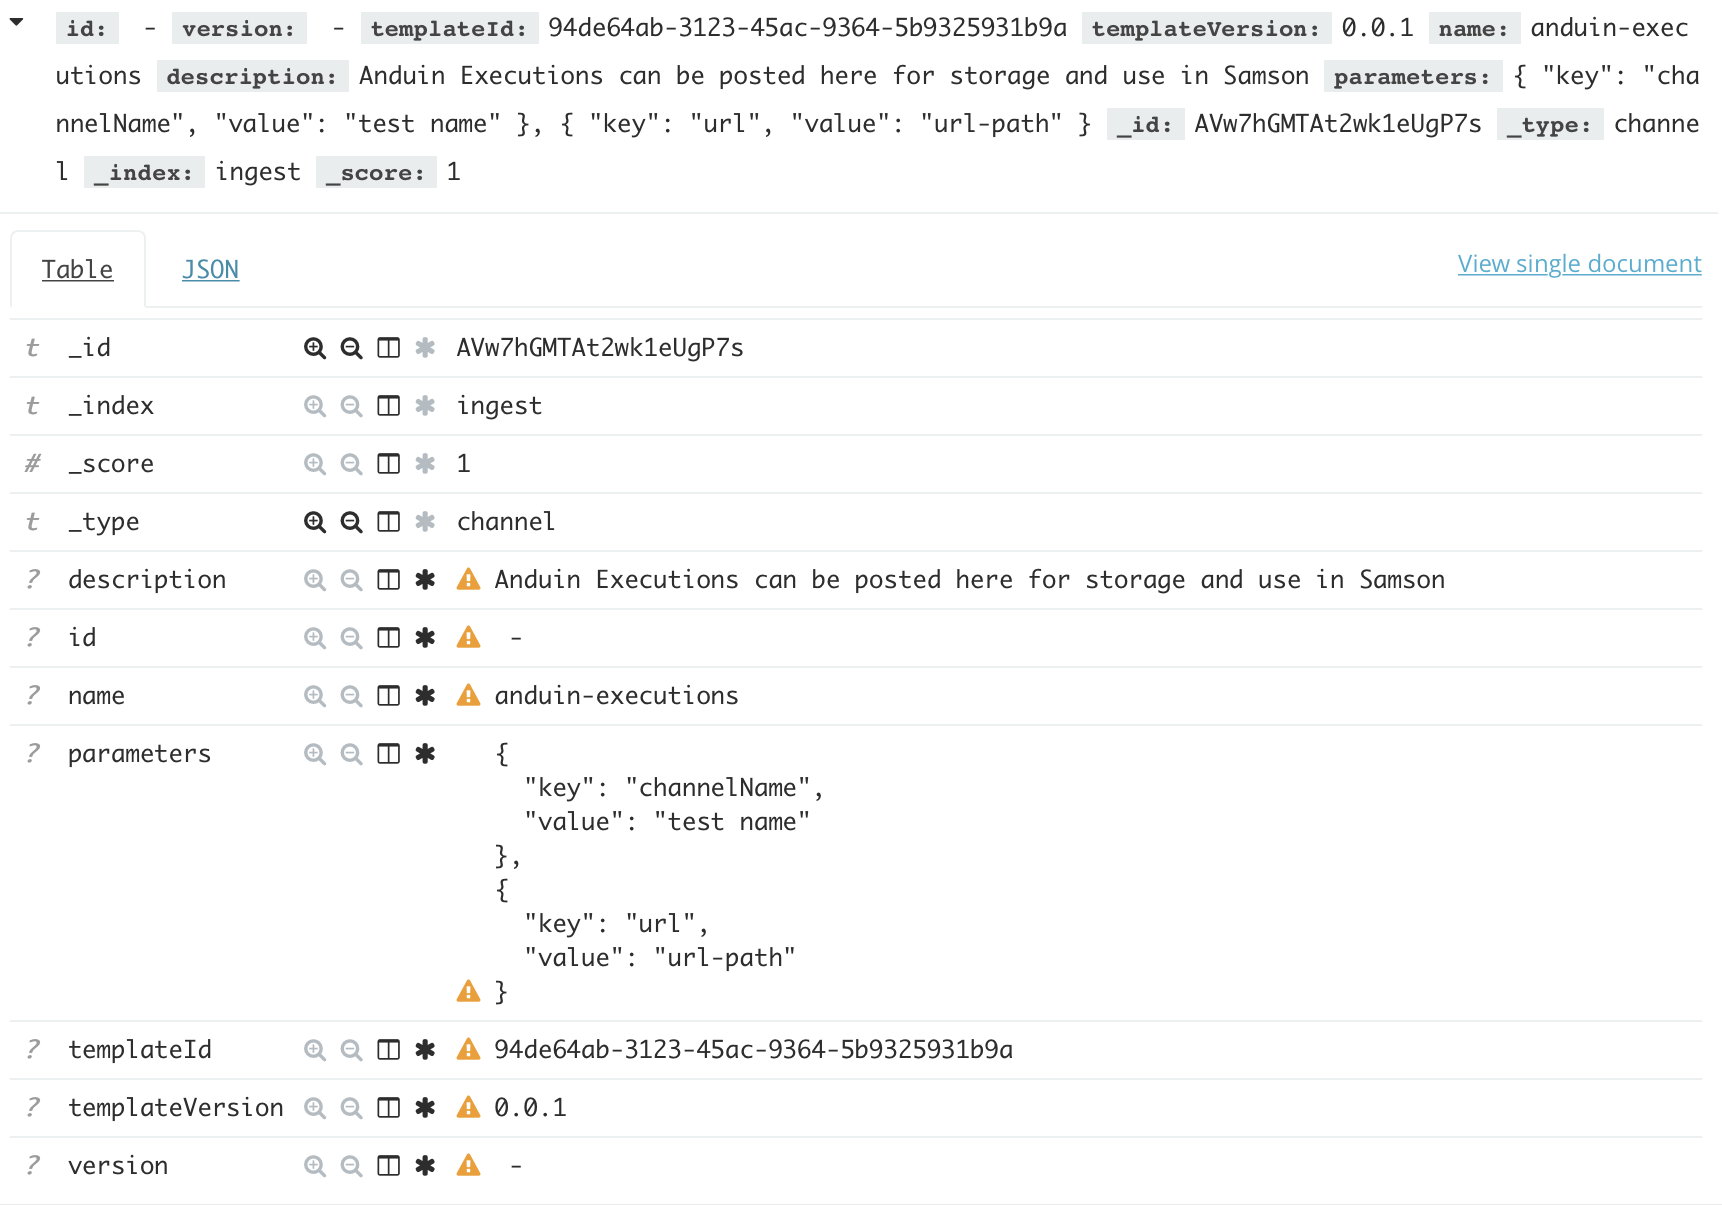 id: - version: - templateId: 94de64ab-3123-45ac-9364-5b9325931b9a templateVersion: 0.0.1 name: anduin-exec
utions description: Anduin Executions can be posted here for storage and use in Samson parameters: { "key": "cha
nnelName", "value": "test name" }, { "key": "url", "value": "url-path" } _id: AVw7hGMTAt2wk1eUgP7s _type: channe
l _index: ingest _score: 1
Table JSON View single document
t _id AVw7hGMTAt2wk1eUgP7s
t _index ingest
# _score 1
t _type channel
? description Anduin Executions can be posted here for storage and use in Samson
? id -
? name anduin-executions
? parameters {
"key": "channelName",
"value": "test name"
},
{
"key": "url",
"value": "url-path"
}
? templateId 94de64ab-3123-45ac-9364-5b9325931b9a
? templateVersion 0.0.1
? version -